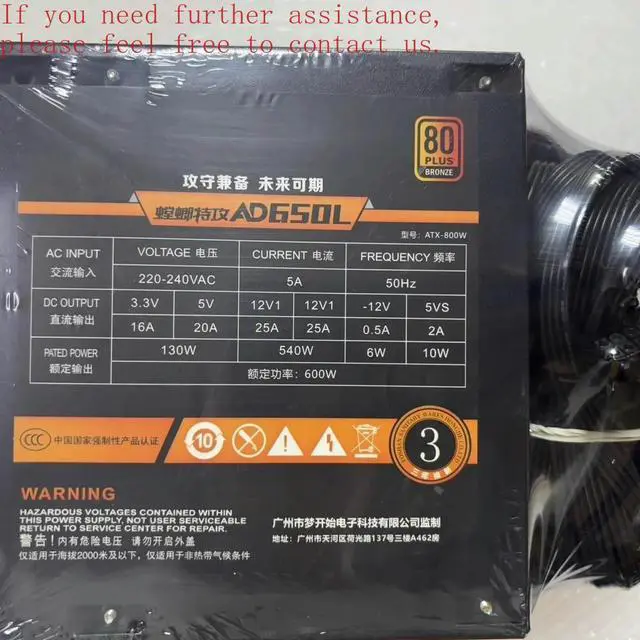 If you need further assistance,
please feel free to contact us.
80
PLUS
BRONZE
攻守兼备 未来可期
螳螂特攻AD650L
型号: ATX-800W
AC INPUT 交流输入 VOLTAGE 电压 CURRENT 电流 FREQUENCY 频率
220-240VAC 5A 50Hz
DC OUTPUT 直流输出 3.3V 5V 12V1 12V1 -12V 5VS
16A 20A 25A 25A 0.5A 2A
PATED POWER 额定输出 130W 540W 6W 10W
额定功率：600W
CCC 中国国家强制性产品认证
10
3
WARNING
HAZARDOUS VOLTAGES CONTAINED WITHIN
THIS POWER SUPPLY, NOT USER SERVICEABLE
RETURN TO SERVICE CENTER FOR REPAIR.
警告! 内有危险电压 请勿开启外盖
仅适用于海拔2000米及以下，仅适用于非热带气候条件
广州市梦开始电子科技有限公司监制
地址: 广州市天河区荷光路137号三楼A462房